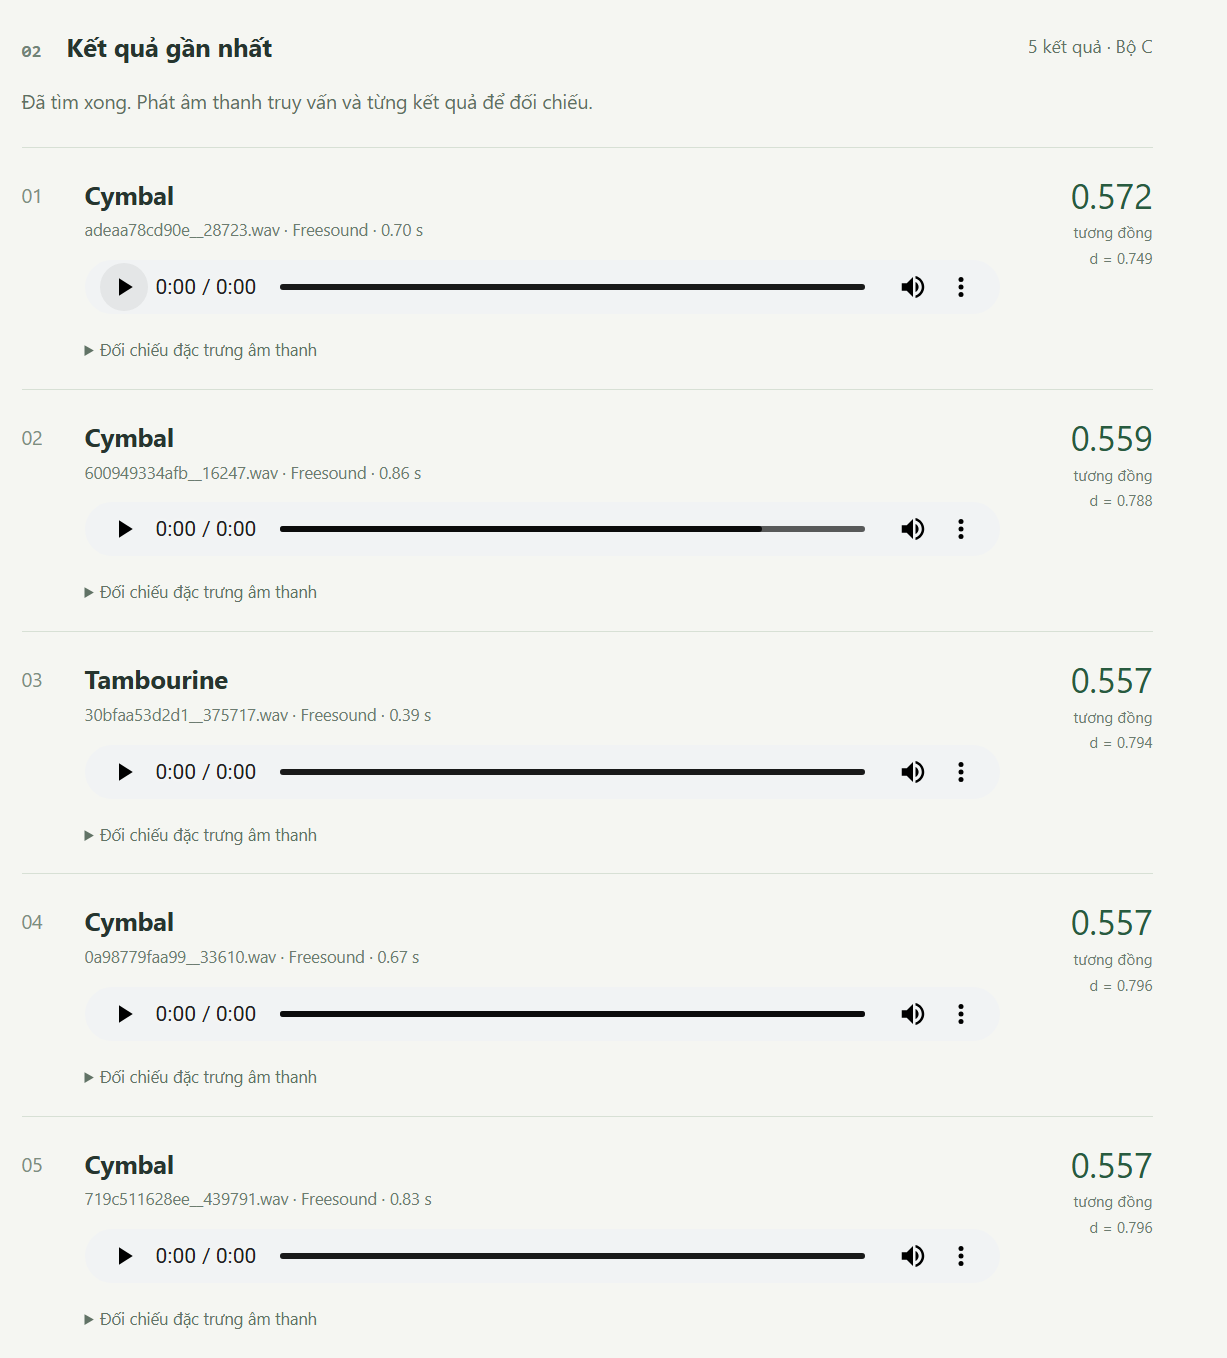 02 Kết quả gần nhất 5 kết quả · Bộ C
Đã tìm xong. Phát âm thanh truy vấn và từng kết quả để đối chiếu.
01 Cymbal 0.572
adeaa78cd90e__28723.wav · Freesound · 0.70 s tương đồng
d = 0.749
0:00 / 0:00
Đối chiếu đặc trưng âm thanh
02 Cymbal 0.559
600949334afb__16247.wav · Freesound · 0.86 s tương đồng
d = 0.788
0:00 / 0:00
Đối chiếu đặc trưng âm thanh
03 Tambourine 0.557
30bfaa53d2d1__375717.wav · Freesound · 0.39 s tương đồng
d = 0.794
0:00 / 0:00
Đối chiếu đặc trưng âm thanh
04 Cymbal 0.557
0a98779faa99__33610.wav · Freesound · 0.67 s tương đồng
d = 0.796
0:00 / 0:00
Đối chiếu đặc trưng âm thanh
05 Cymbal 0.557
719c511628ee__439791.wav · Freesound · 0.83 s tương đồng
d = 0.796
0:00 / 0:00
Đối chiếu đặc trưng âm thanh